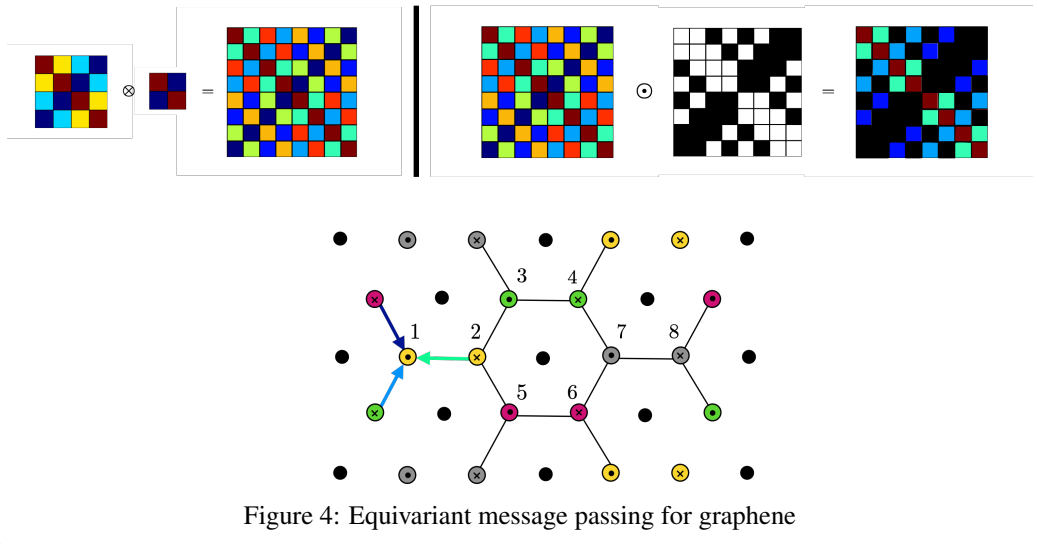 ⊗ = ⊙ =
3 4
1 2 7 8
5 6
Figure 4: Equivariant message passing for graphene